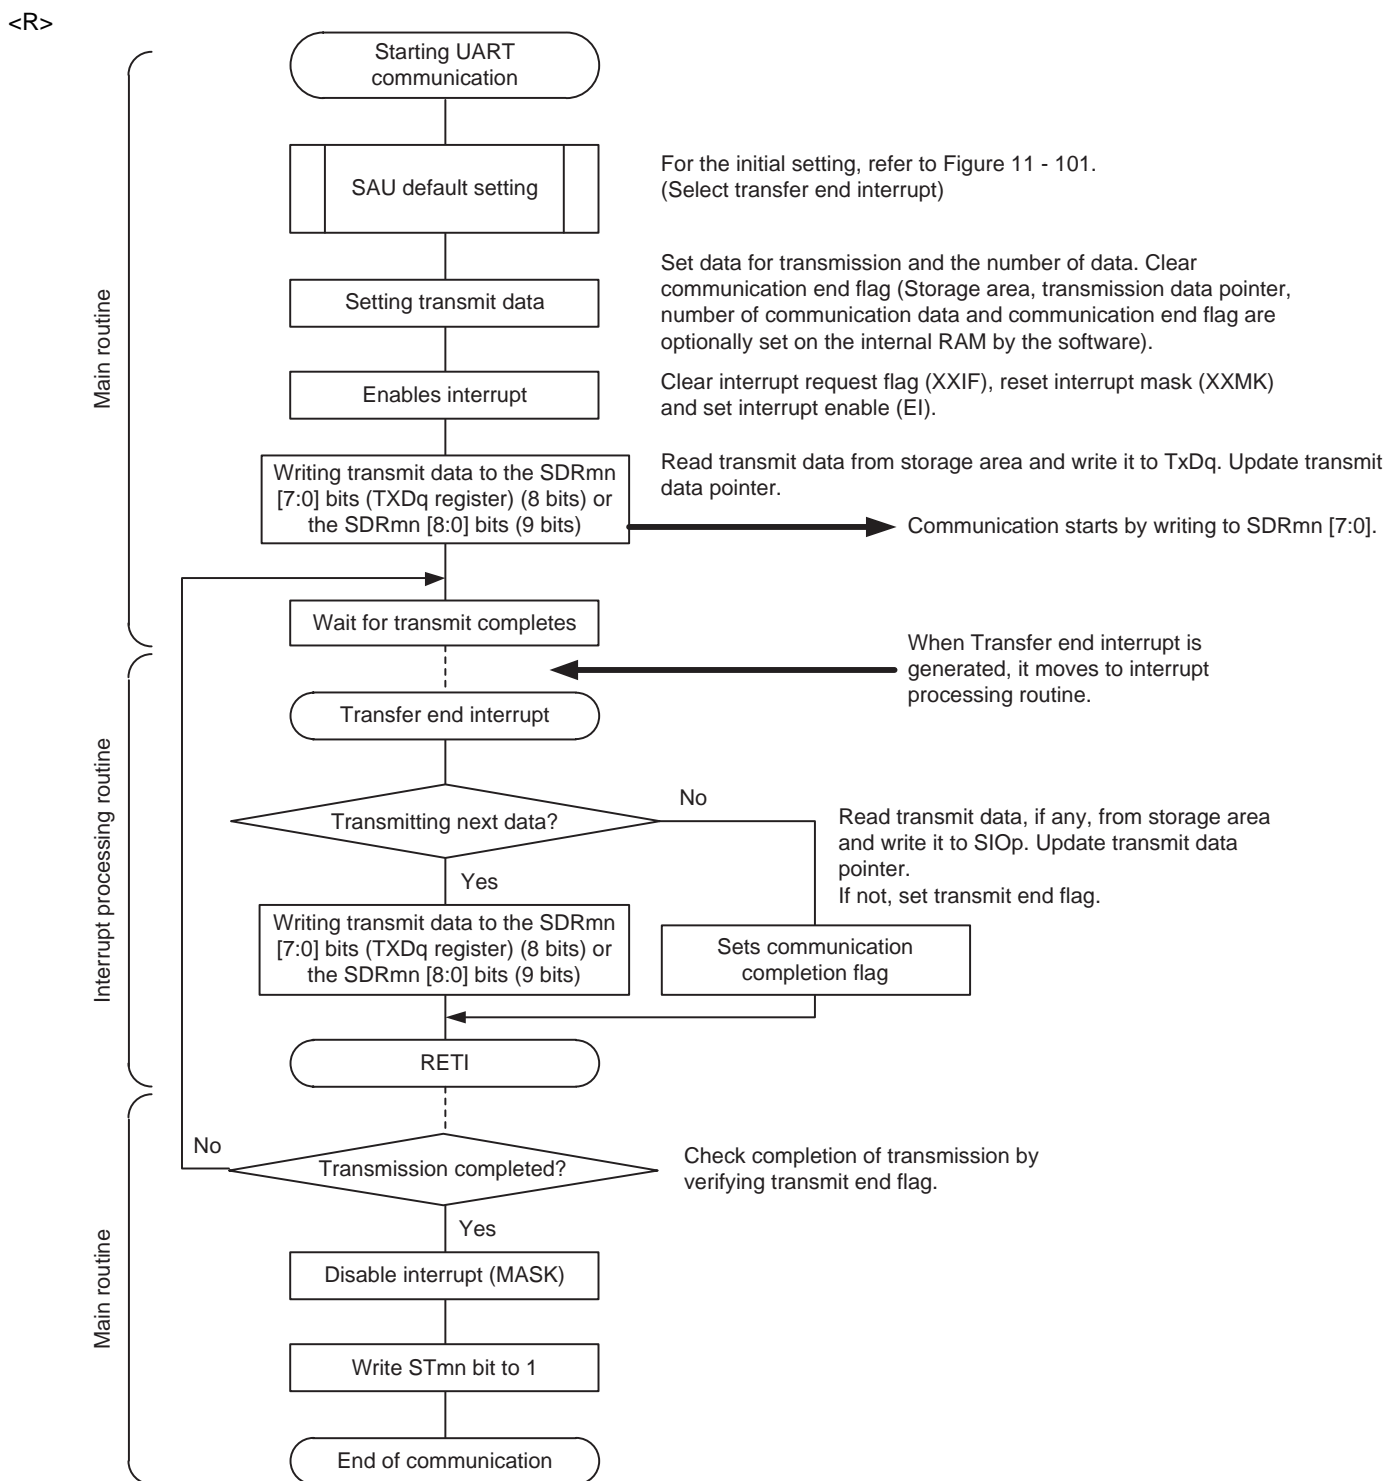 <R>
Starting UART
communication
SAU default setting
For the initial setting, refer to Figure 11 - 101.
(Select transfer end interrupt)
Main routine
Setting transmit data
Set data for transmission and the number of data. Clear
communication end flag (Storage area, transmission data pointer,
number of communication data and communication end flag are
optionally set on the internal RAM by the software).
Enables interrupt
Clear interrupt request flag (XXIF), reset interrupt mask (XXMK)
and set interrupt enable (EI).
Writing transmit data to the SDRmn
[7:0] bits (TXDq register) (8 bits) or
the SDRmn [8:0] bits (9 bits)
Read transmit data from storage area and write it to TxDq. Update transmit
data pointer.
Communication starts by writing to SDRmn [7:0].
Wait for transmit completes
When Transfer end interrupt is
generated, it moves to interrupt
processing routine.
Transfer end interrupt
Interrupt processing routine
Transmitting next data?
No
Yes
Read transmit data, if any, from storage area
and write it to SIOp. Update transmit data
pointer.
If not, set transmit end flag.
Writing transmit data to the SDRmn
[7:0] bits (TXDq register) (8 bits) or
the SDRmn [8:0] bits (9 bits)
Sets communication
completion flag
RETI
No
Transmission completed?
Check completion of transmission by
verifying transmit end flag.
Yes
Main routine
Disable interrupt (MASK)
Write STmn bit to 1
End of communication